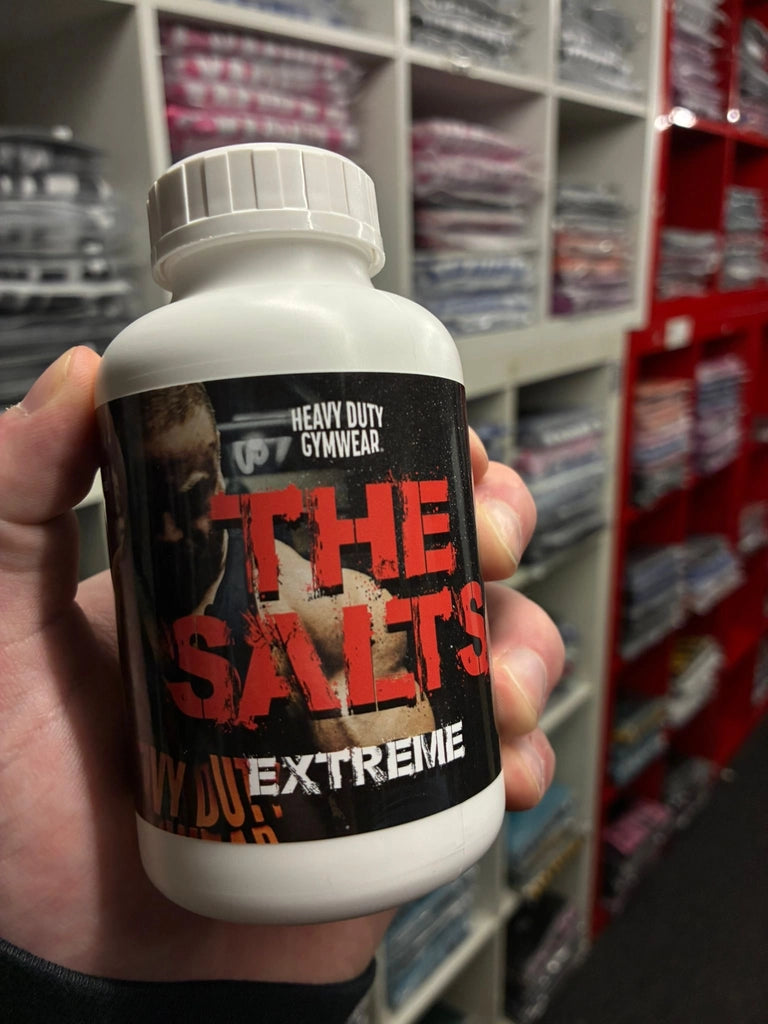 HEAVY DUTY
GYMWEAR
THE
SALTS
EXTREME